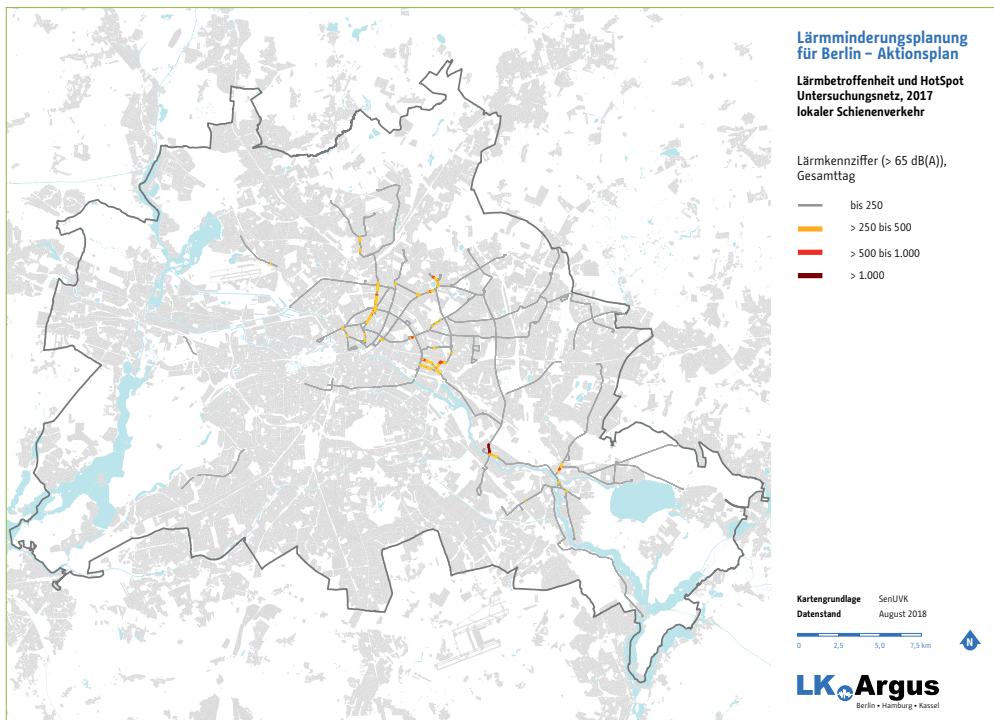 Lärmminderungsplanung
für Berlin – Aktionsplan
Lärmbetroffenheit und HotSpot
Untersuchungsnetz, 2017
lokaler Schienenverkehr
Lärmkennziffer (> 65 dB(A)),
Gesamttag
bis 250
> 250 bis 500
> 500 bis 1.000
> 1.000
Kartengrundlage SenUVK
Datenstand August 2018
0 2,5 5,0 7,5 km
N
LK Argus
Berlin • Hamburg • Kassel